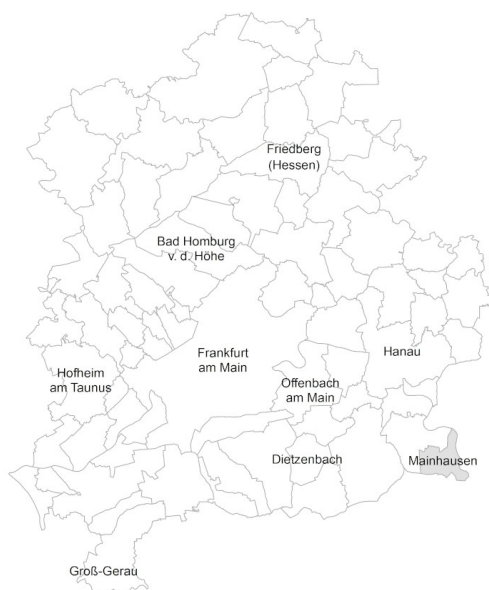 Friedberg
(Hessen)
Bad Homburg
v. d. Höhe
Frankfurt
am Main
Hanau
Hofheim
am Taunus
Offenbach
am Main
Dietzenbach
Mainhausen
Groß-Gerau